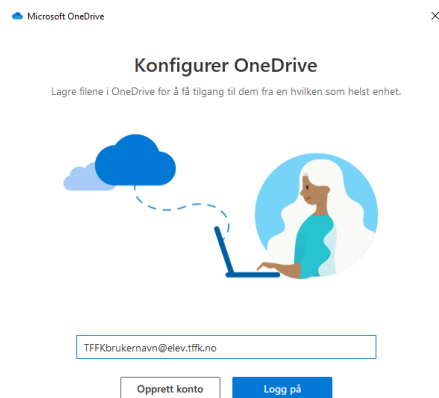 Microsoft OneDrive
Konfigurer OneDrive
Lagre filene i OneDrive for å få tilgang til dem fra en hvilken som helst enhet.
TFFKbrukernavn@elev.tffk.no
Opprett konto Logg på